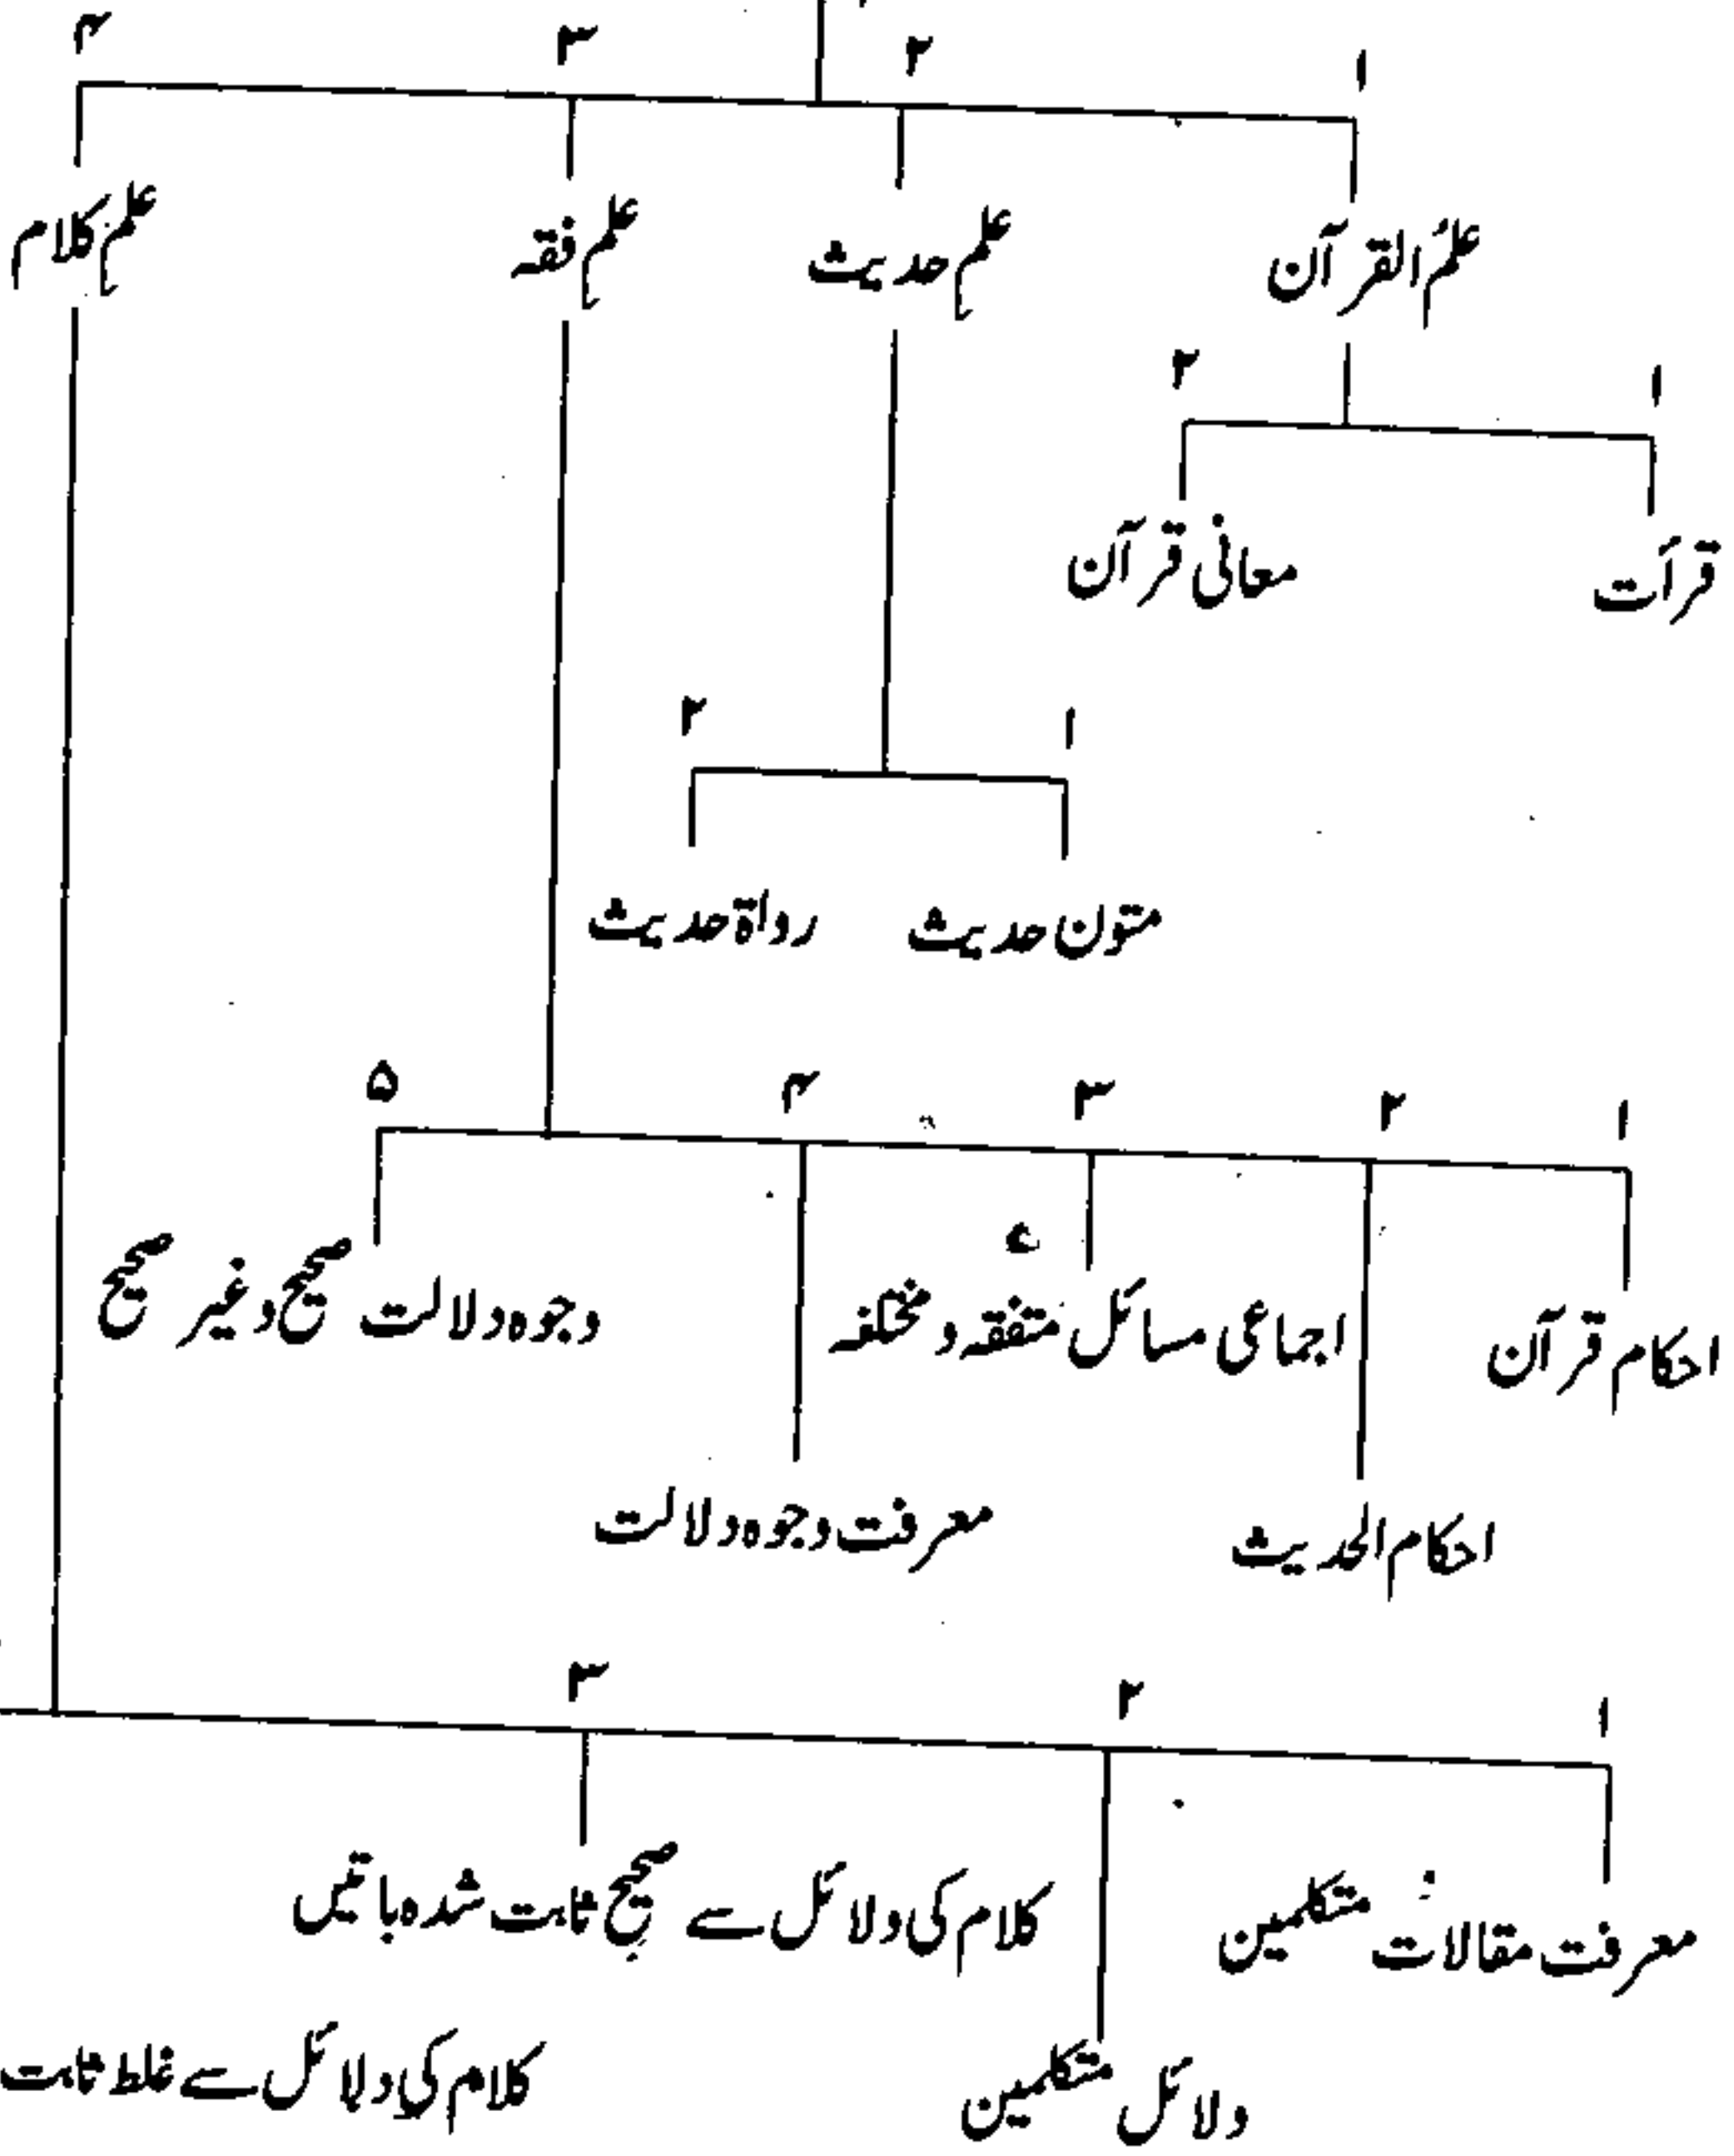 ۱ ۲ ۳ ۴
علم القرآن علم حدیث علم فقہ علم کلام
۱ ۲
قرأت معانی قرآن
۱ ۲
متون حدیث رواۃ حدیث
۱ ۲ ۳ ۴ ۵
احکام قرآن اجماعی مسائل متفقہ و مختلفہ وجوہ دلالت صحیح و غیر صحیح
احکام الحدیث معرفت وجوہ دلالت
۱ ۲ ۳
معرفت مقالات متکلمین کلام کی دلائل سے صحیح ثابت شدہ باتیں
دلائل متکلمین کلام کی دلائل سے غلط ثابت